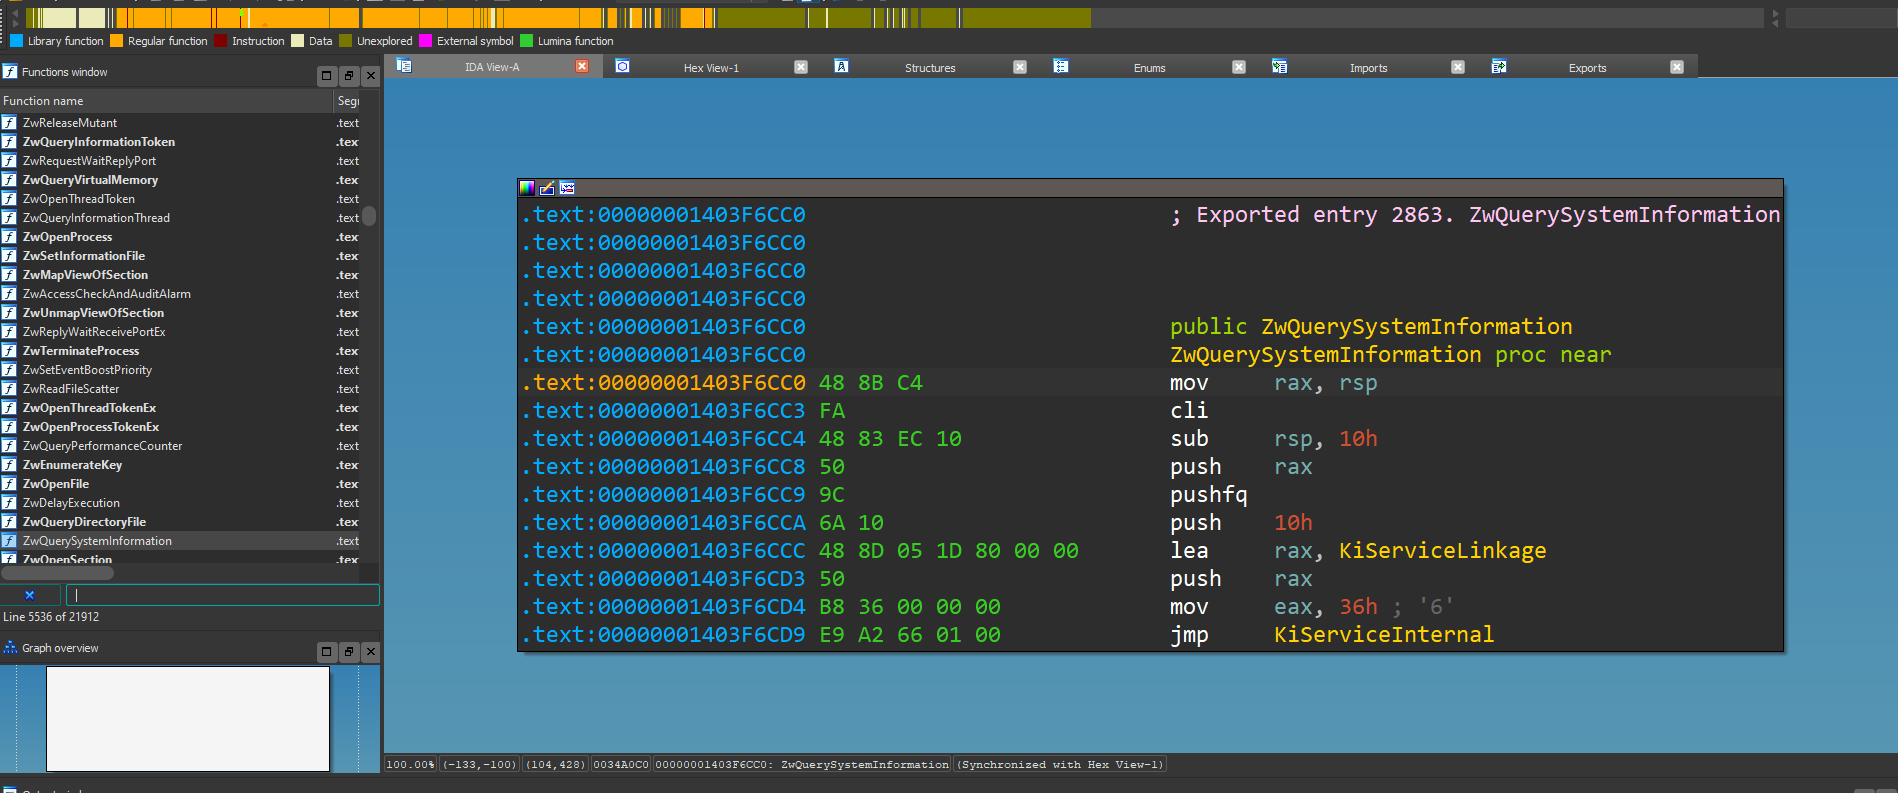 Library function Regular function Instruction Data Unexplored External symbol Lumina function
Functions window
IDA View-A Hex View-1 Structures Enums Imports Exports
Function name Segi
ZwReleaseMutant .text
ZwQueryInformationToken .tex
ZwRequestWaitReplyPort .text
ZwQueryVirtualMemory .tex
ZwOpenThreadToken .text
ZwQueryInformationThread .text
ZwOpenProcess .tex
ZwSetInformationFile .tex
ZwMapViewOfSection .tex
ZwAccessCheckAndAuditAlarm .text
ZwUnmapViewOfSection .tex
ZwReplyWaitReceivePortEx .text
ZwTerminateProcess .tex
ZwSetEventBoostPriority .text
ZwReadFileScatter .text
ZwOpenThreadTokenEx .tex
ZwOpenProcessTokenEx .tex
ZwQueryPerformanceCounter .text
ZwEnumerateKey .tex
ZwOpenFile .tex
ZwDelayExecution .text
ZwQueryDirectoryFile .tex
ZwQuerySystemInformation .text
ZwOpenSection .tex
Line 5536 of 21912
Graph overview
.text:00000001403F6CC0 ; Exported entry 2863. ZwQuerySystemInformation
.text:00000001403F6CC0
.text:00000001403F6CC0
.text:00000001403F6CC0
.text:00000001403F6CC0 public ZwQuerySystemInformation
.text:00000001403F6CC0 ZwQuerySystemInformation proc near
.text:00000001403F6CC0 48 8B C4 mov rax, rsp
.text:00000001403F6CC3 FA cli
.text:00000001403F6CC4 48 83 EC 10 sub rsp, 10h
.text:00000001403F6CC8 50 push rax
.text:00000001403F6CC9 9C pushfq
.text:00000001403F6CCA 6A 10 push 10h
.text:00000001403F6CCC 48 8D 05 1D 80 00 00 lea rax, KiServiceLinkage
.text:00000001403F6CD3 50 push rax
.text:00000001403F6CD4 B8 36 00 00 00 mov eax, 36h ; '6'
.text:00000001403F6CD9 E9 A2 66 01 00 jmp KiServiceInternal
100.00% (-133,-100) (104,428) 0034A0C0 00000001403F6CC0: ZwQuerySystemInformation (Synchronized with Hex View-1)